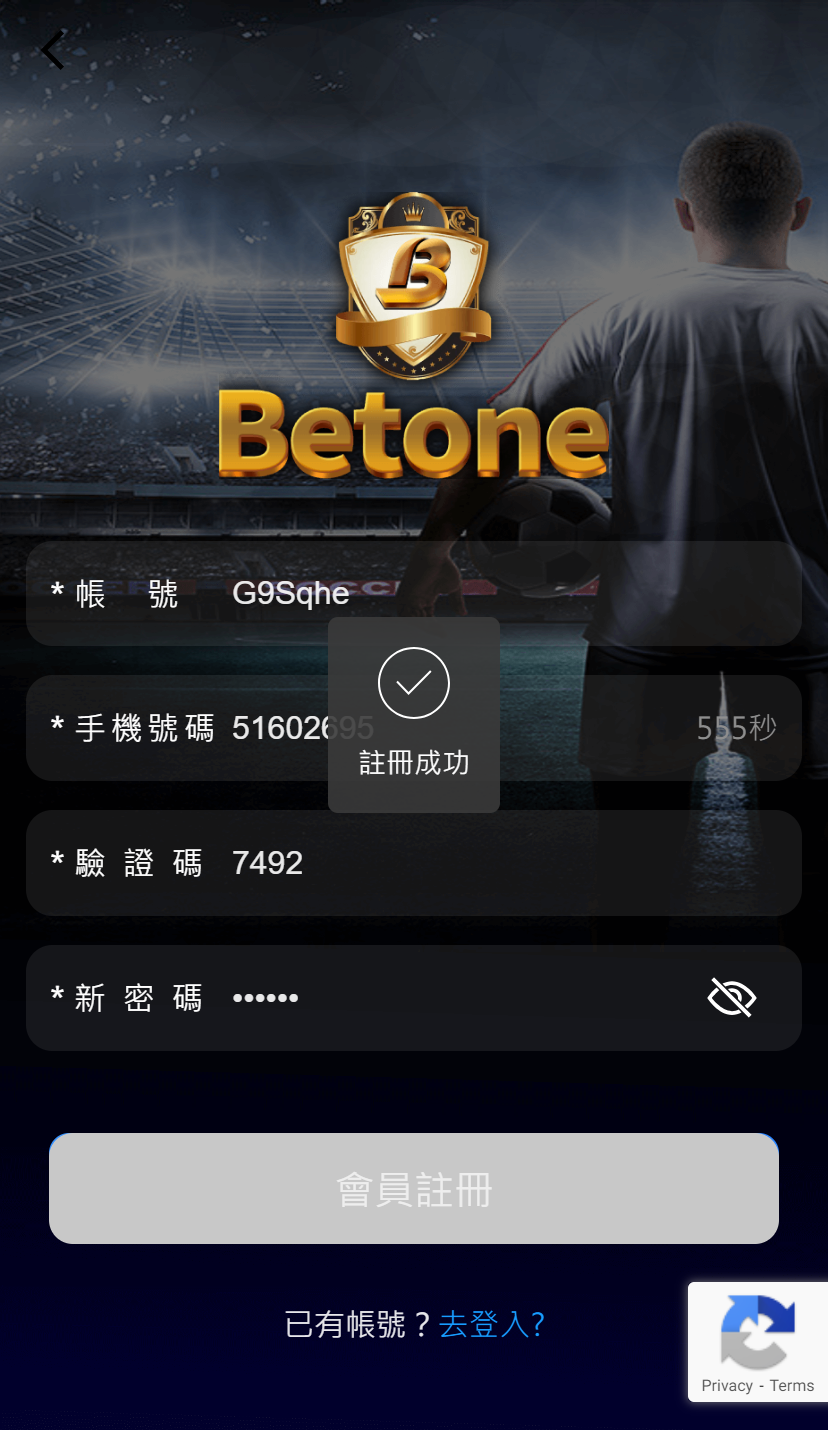 B
Betone
* 帳 號 G9Sqhe
* 手機號碼 51602695 555秒
註冊成功
* 驗證碼 7492
* 新密碼 ••••••
會員註冊
已有帳號？去登入?
Privacy - Terms